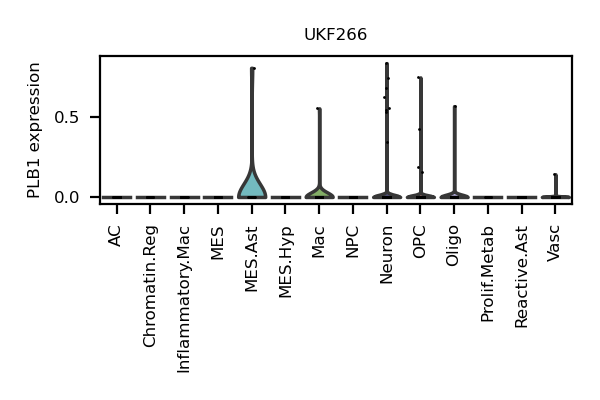 UKF266
PLB1 expression
0.5
0.0
AC
Chromatin.Reg
Inflammatory.Mac
MES
MES.Ast
MES.Hyp
Mac
NPC
Neuron
OPC
Oligo
Prolif.Metab
Reactive.Ast
Vasc